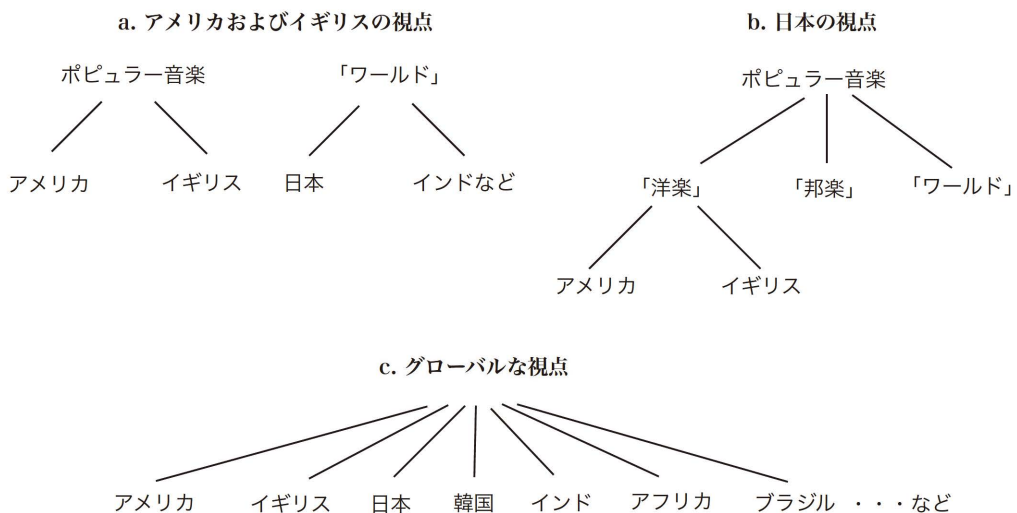 a. アメリカおよびイギリスの視点
ポピュラー音楽 「ワールド」
アメリカ イギリス 日本 インドなど
b. 日本の視点
ポピュラー音楽
「洋楽」 「邦楽」 「ワールド」
アメリカ イギリス
c. グローバルな視点
アメリカ イギリス 日本 韓国 インド アフリカ ブラジル ・・・など